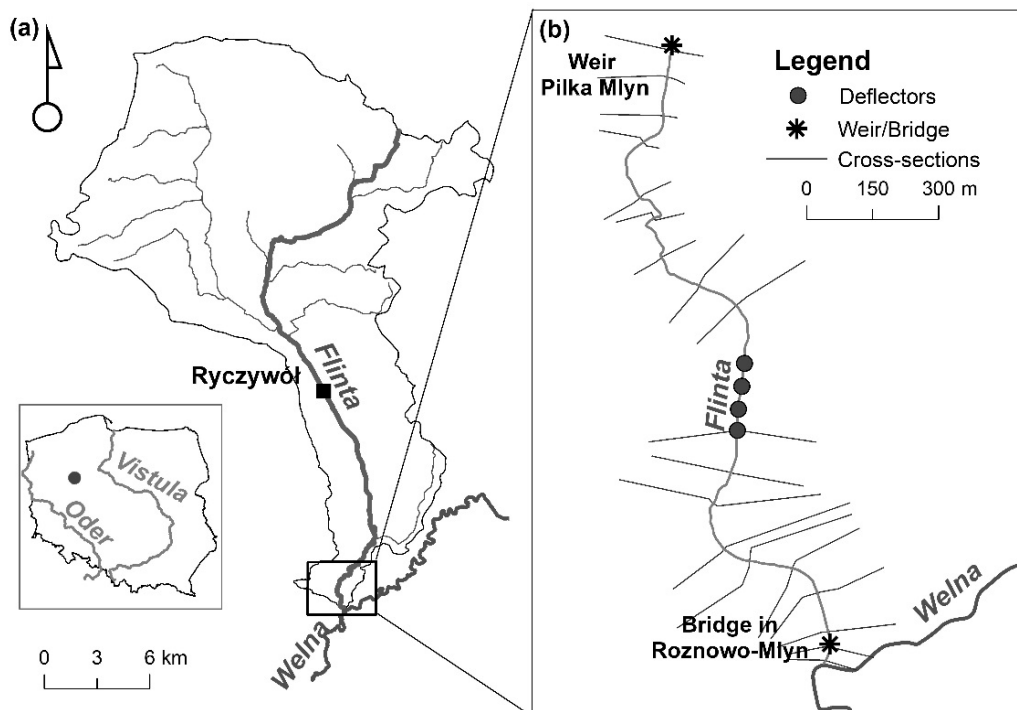 (a)
Ryczywół
Flinta
Vistula
Oder
Welna
0 3 6 km
(b)
Weir
Pilka Mlyn
Legend
Deflectors
Weir/Bridge
Cross-sections
0 150 300 m
Flinta
Bridge in
Roznowo-Mlyn
Welna